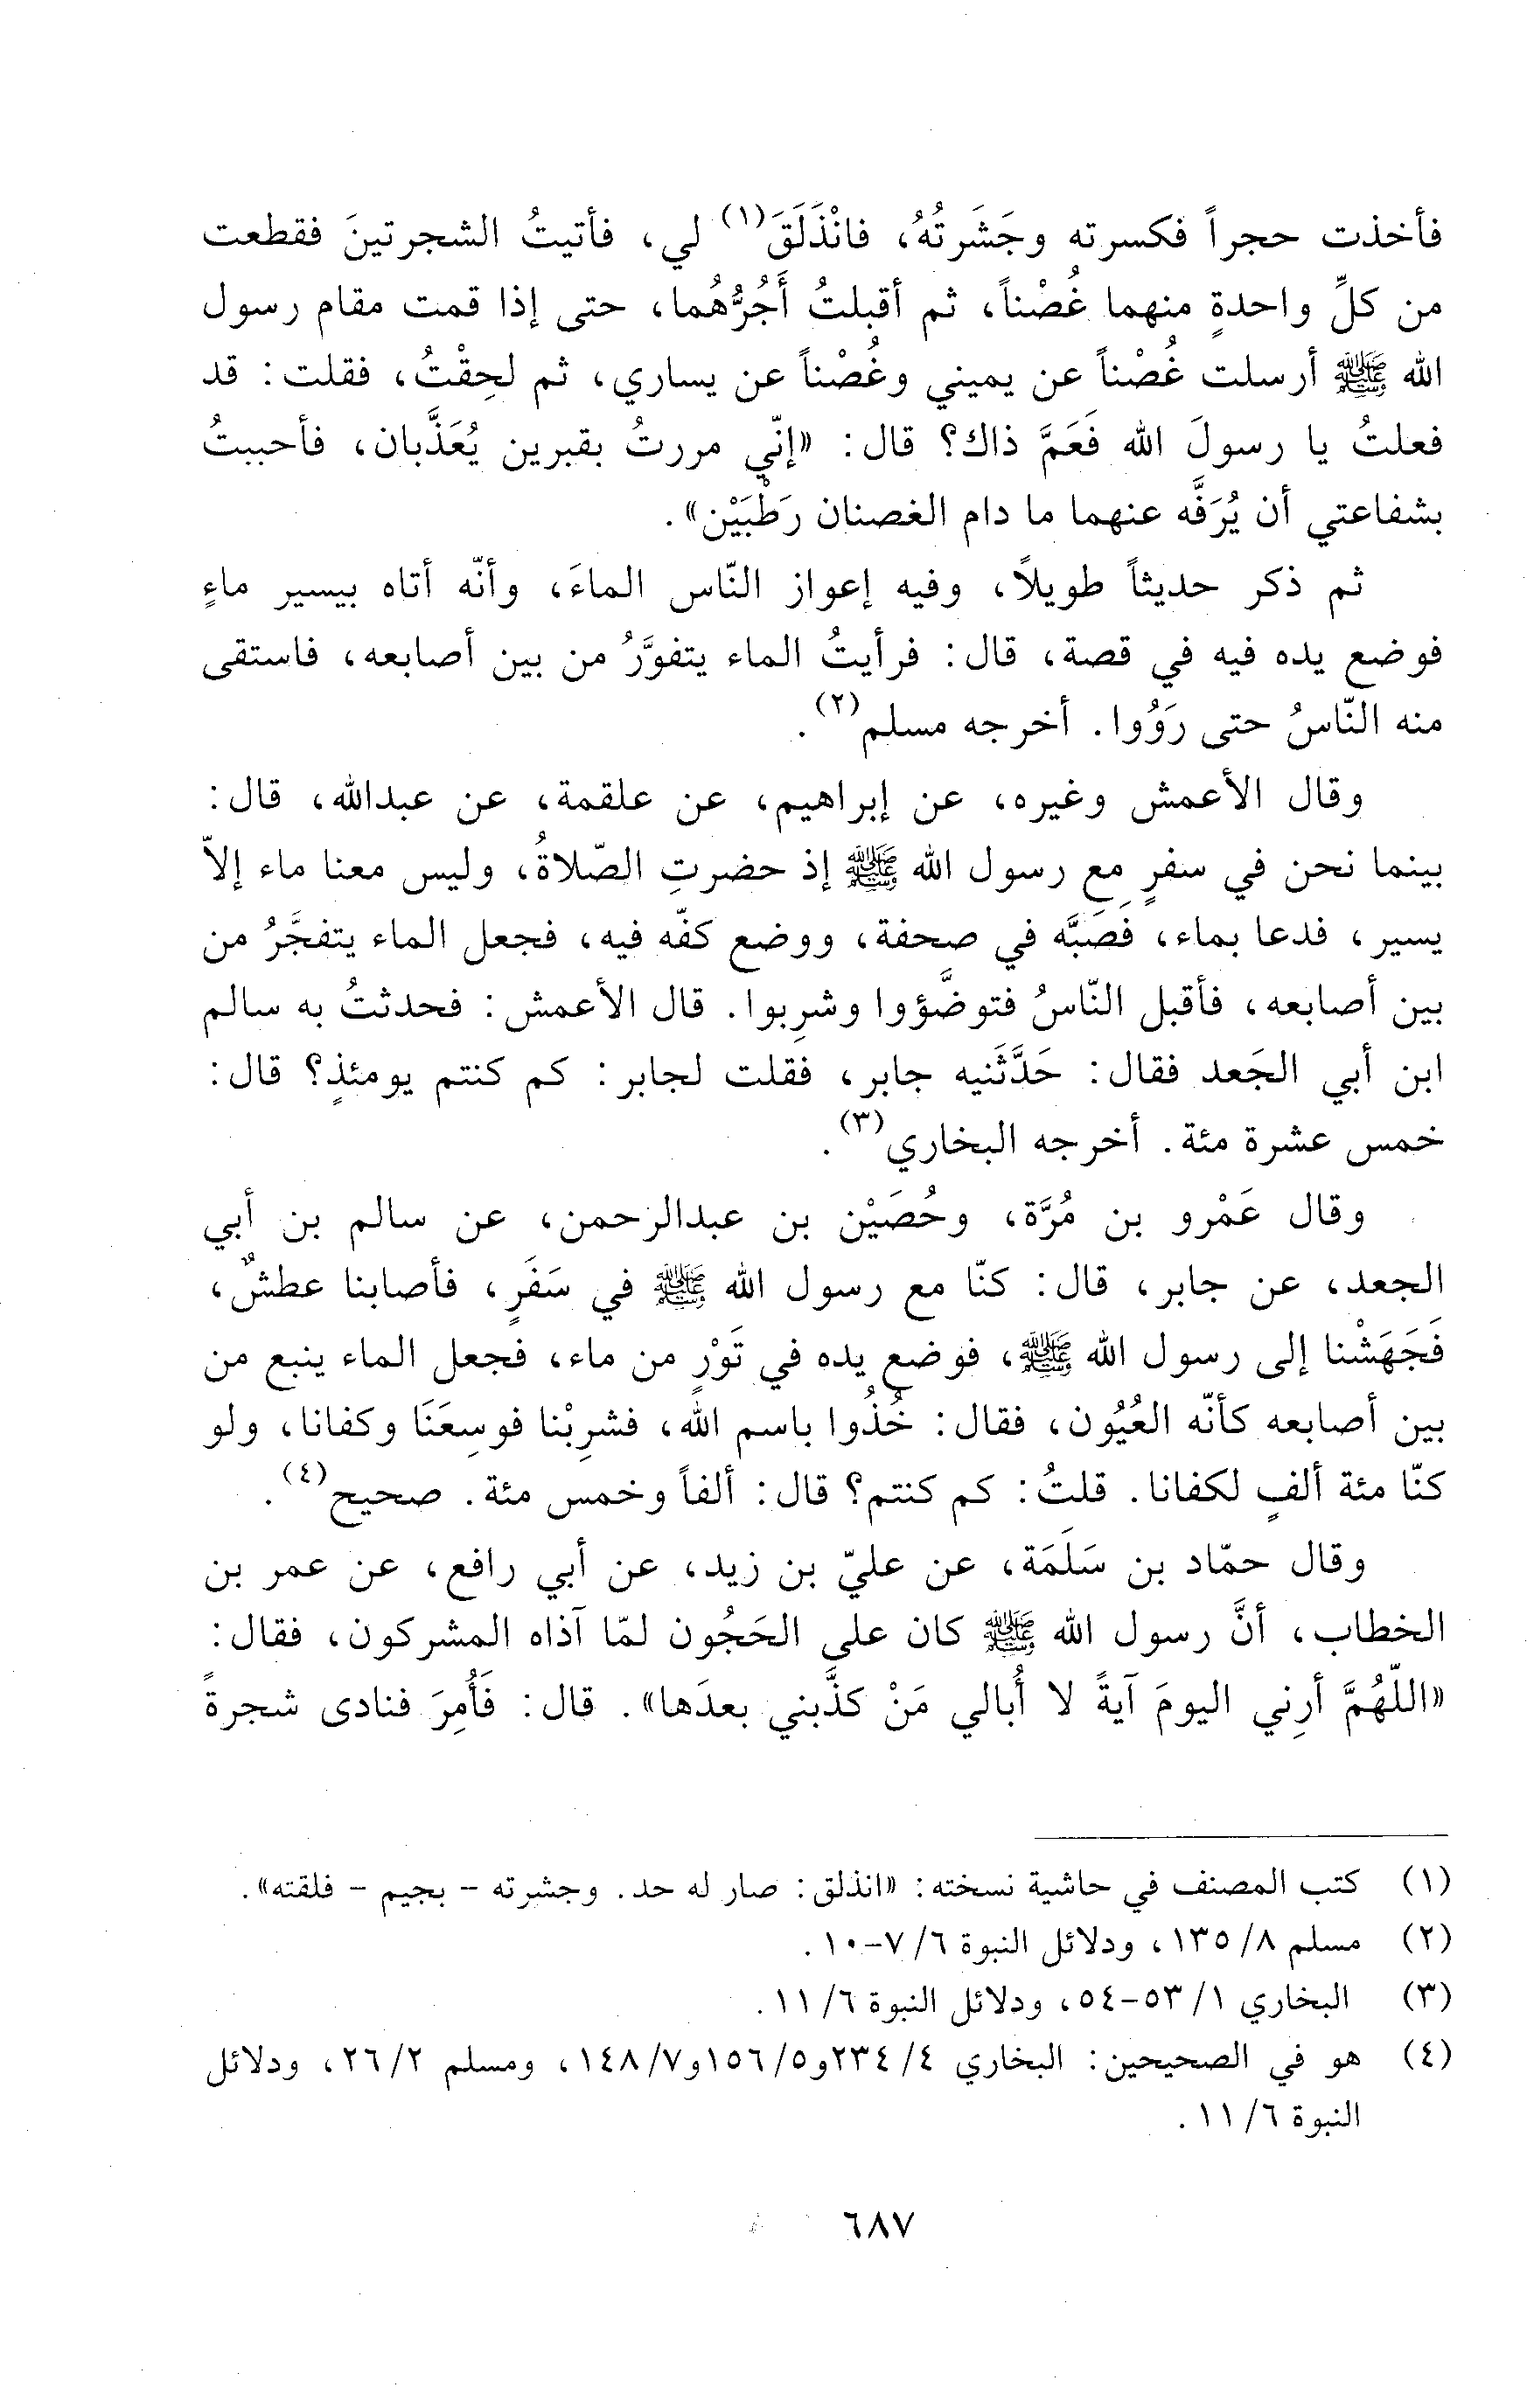 فأخذت حجراً فكسرته وجَشَرتُهُ، فانْذَلَقَ(١) لي، فأتيتُ الشجرتينَ فقطعت
من كلِّ واحدةٍ منهما غُصْناً، ثم أقبلتُ أَجُرُّهُما، حتى إذا قمت مقام رسول
الله ﷺ أرسلت غُصْناً عن يميني وغُصْناً عن يساري، ثم لحِقْتُ، فقلت: قد
فعلتُ يا رسولَ الله فَعَمَّ ذاك؟ قال: «إنّي مررتُ بقبرين يُعَذَّبان، فأحببتُ
بشفاعتي أن يُرَفَّه عنهما ما دام الغصنان رَطْبَيْن».
ثم ذكر حديثاً طويلاً، وفيه إعواز النّاس الماءَ، وأنّه أتاه بيسير ماءٍ
فوضع يده فيه في قصة، قال: فرأيتُ الماء يتفوَّرُ من بين أصابعه، فاستقى
منه النّاسُ حتى رَوُوا. أخرجه مسلم(٢).
وقال الأعمش وغيره، عن إبراهيم، عن علقمة، عن عبدالله، قال:
بينما نحن في سفرٍ مع رسول الله ﷺ إذ حضرتِ الصّلاةُ، وليس معنا ماء إلاّ
يسير، فدعا بماء، فَصَبَّه في صحفة، ووضع كفّه فيه، فجعل الماء يتفجَّرُ من
بين أصابعه، فأقبل النّاسُ فتوضَّؤوا وشرِبوا. قال الأعمش: فحدثتُ به سالم
ابن أبي الجَعد فقال: حَدَّثَنيه جابر، فقلت لجابر: كم كنتم يومئذٍ؟ قال:
خمس عشرة مئة. أخرجه البخاري(٣).
وقال عَمْرو بن مُرَّة، وحُصَيْن بن عبدالرحمن، عن سالم بن أبي
الجعد، عن جابر، قال: كنّا مع رسول الله ﷺ في سَفَرٍ، فأصابنا عطشٌ،
فَجَهَشْنا إلى رسول الله ﷺ، فوضع يده في تَوْرٍ من ماء، فجعل الماء ينبع من
بين أصابعه كأنّه العُيُون، فقال: خُذُوا باسم الله، فشرِبْنا فوسِعَنَا وكفانا، ولو
كنّا مئة ألفٍ لكفانا. قلتُ: كم كنتم؟ قال: ألفاً وخمس مئة. صحيح(٤).
وقال حمّاد بن سَلَمَة، عن عليّ بن زيد، عن أبي رافع، عن عمر بن
الخطاب، أنَّ رسول الله ﷺ كان على الحَجُون لمّا آذاه المشركون، فقال:
«اللّهُمَّ أرِني اليومَ آيةً لا أُبالي مَنْ كذَّبني بعدَها». قال: فَأُمِرَ فنادى شجرةً
(١) كتب المصنف في حاشية نسخته: «انذلق: صار له حد. وجشرته - بجيم - فلقته».
(٢) مسلم ٨/ ١٣٥، ودلائل النبوة ٦/ ٧-١٠.
(٣) البخاري ١/ ٥٣-٥٤، ودلائل النبوة ٦/ ١١.
(٤) هو في الصحيحين: البخاري ٤/ ٢٣٤و٥/ ١٥٦و٧/ ١٤٨، ومسلم ٢/ ٢٦، ودلائل
النبوة ٦/ ١١.
٦٨٧